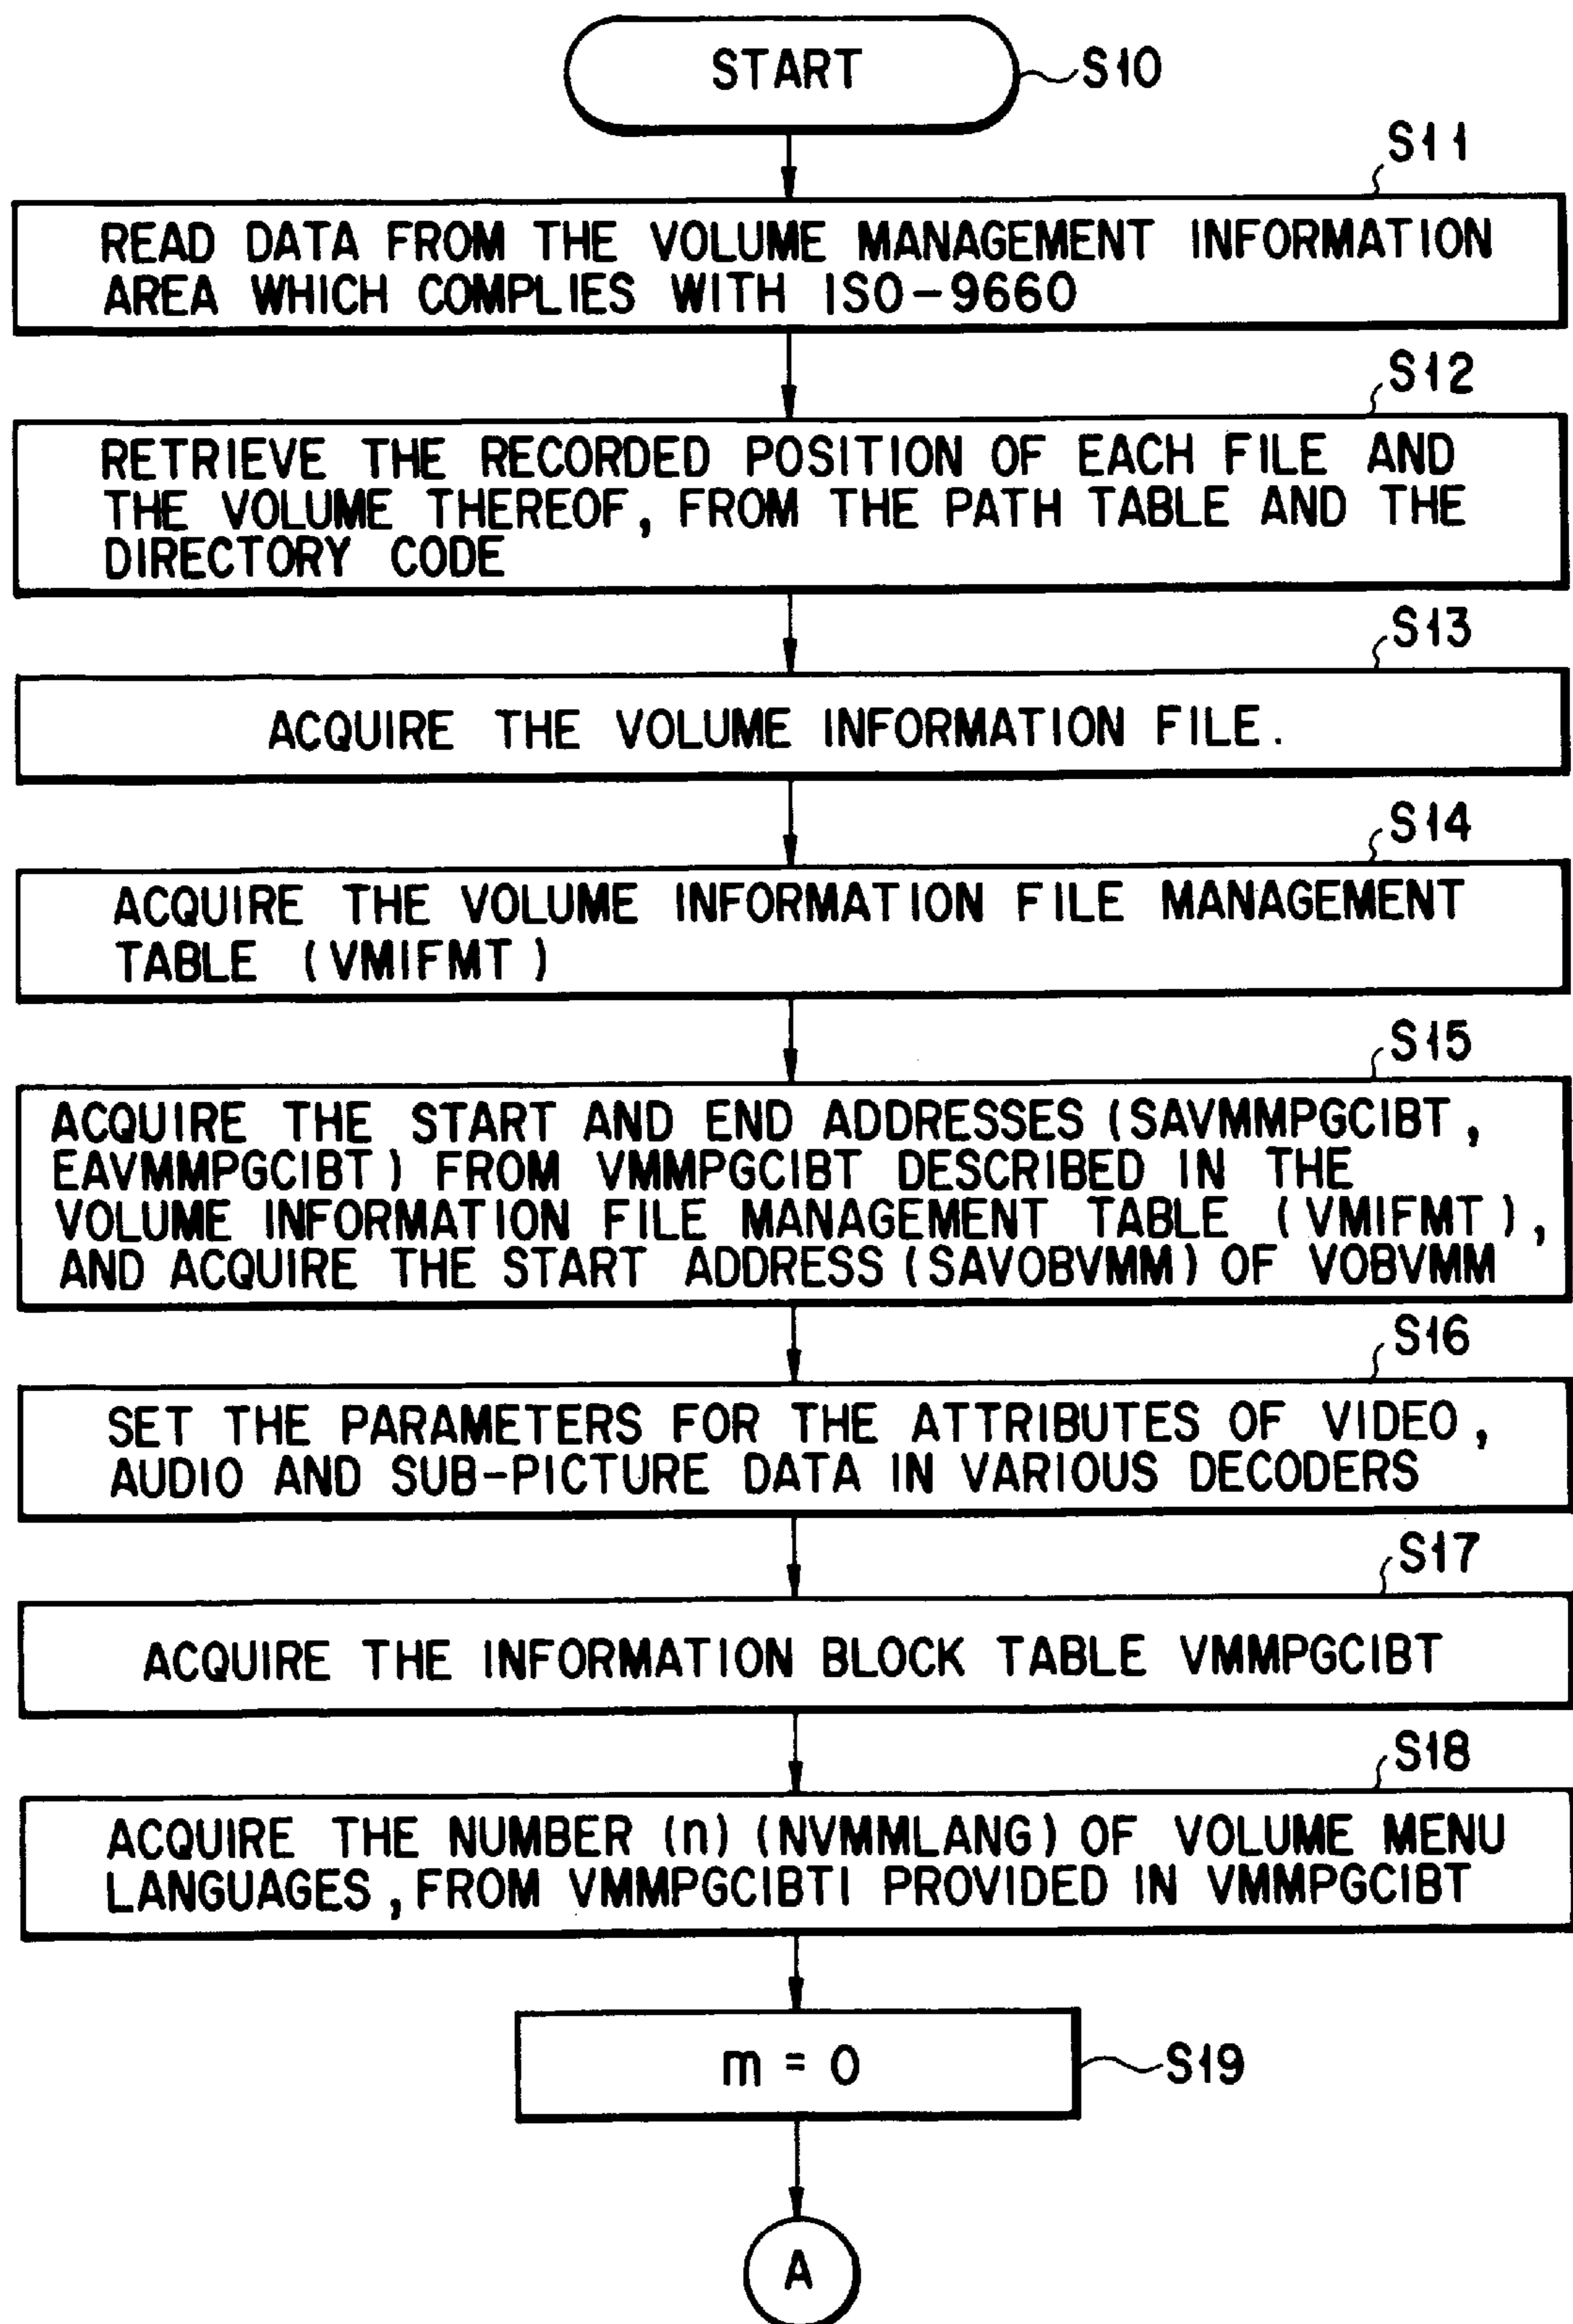 START
S10
S11
READ DATA FROM THE VOLUME MANAGEMENT INFORMATION
AREA WHICH COMPLIES WITH ISO-9660
S12
RETRIEVE THE RECORDED POSITION OF EACH FILE AND
THE VOLUME THEREOF, FROM THE PATH TABLE AND THE
DIRECTORY CODE
S13
ACQUIRE THE VOLUME INFORMATION FILE.
S14
ACQUIRE THE VOLUME INFORMATION FILE MANAGEMENT
TABLE (VMIFMT)
S15
ACQUIRE THE START AND END ADDRESSES (SAVMMPGCIBT,
EAVMMPGCIBT) FROM VMMPGCIBT DESCRIBED IN THE
VOLUME INFORMATION FILE MANAGEMENT TABLE (VMIFMT),
AND ACQUIRE THE START ADDRESS (SAVOBVMM) OF VOBVMM
S16
SET THE PARAMETERS FOR THE ATTRIBUTES OF VIDEO,
AUDIO AND SUB-PICTURE DATA IN VARIOUS DECODERS
S17
ACQUIRE THE INFORMATION BLOCK TABLE VMMPGCIBT
S18
ACQUIRE THE NUMBER (n) (NVMMLANG) OF VOLUME MENU
LANGUAGES, FROM VMMPGCIBTI PROVIDED IN VMMPGCIBT
m = 0
S19
A